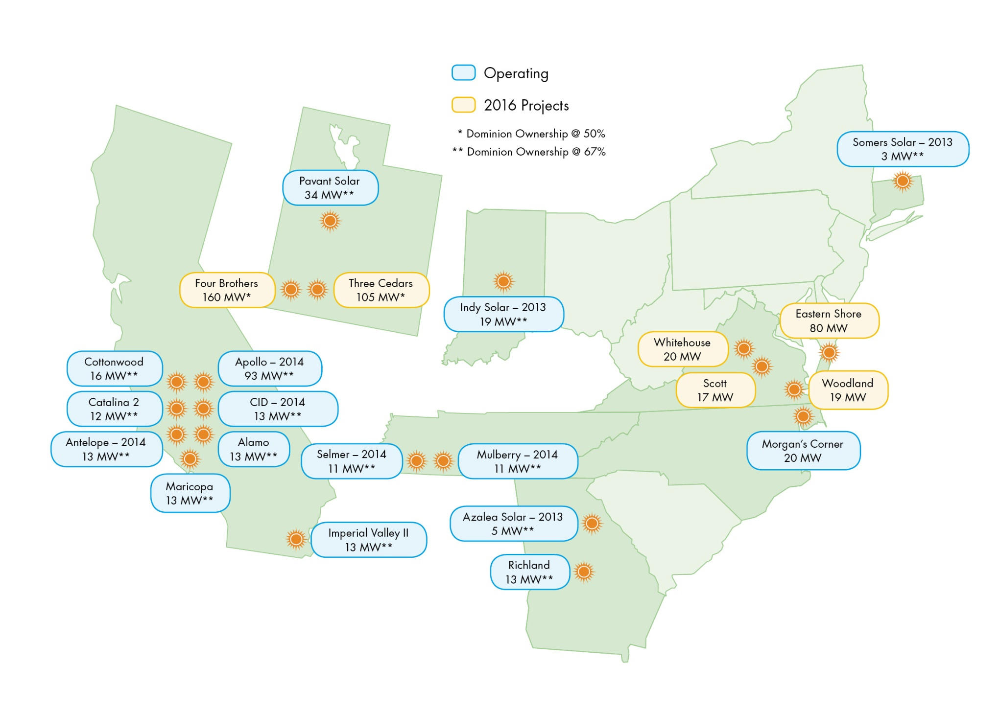 Operating
2016 Projects
* Dominion Ownership @ 50%
** Dominion Ownership @ 67%
Somers Solar – 2013
3 MW**
Pavant Solar
34 MW**
Four Brothers
160 MW*
Three Cedars
105 MW*
Indy Solar – 2013
19 MW**
Eastern Shore
80 MW
Whitehouse
20 MW
Scott
17 MW
Woodland
19 MW
Cottonwood
16 MW**
Apollo – 2014
93 MW**
Catalina 2
12 MW**
CID – 2014
13 MW**
Antelope – 2014
13 MW**
Alamo
13 MW**
Selmer – 2014
11 MW**
Mulberry – 2014
11 MW**
Morgan's Corner
20 MW
Maricopa
13 MW**
Azalea Solar – 2013
5 MW**
Imperial Valley II
13 MW**
Richland
13 MW**